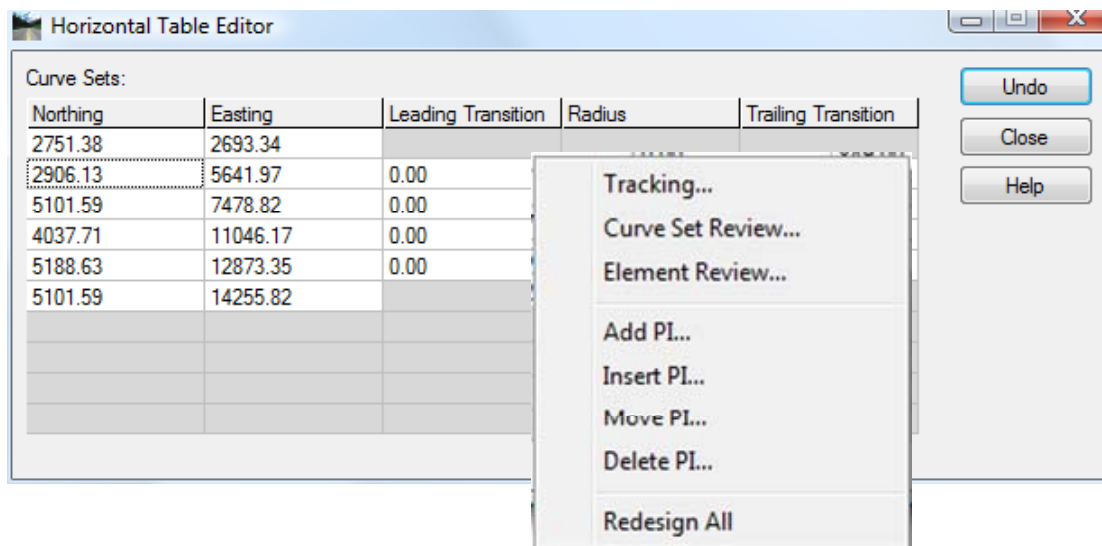 Horizontal Table Editor
Curve Sets:
Northing Easting Leading Transition Radius Trailing Transition
2751.38 2693.34
2906.13 5641.97 0.00
5101.59 7478.82 0.00
4037.71 11046.17 0.00
5188.63 12873.35 0.00
5101.59 14255.82
Undo
Close
Help
Tracking...
Curve Set Review...
Element Review...
Add PI...
Insert PI...
Move PI...
Delete PI...
Redesign All